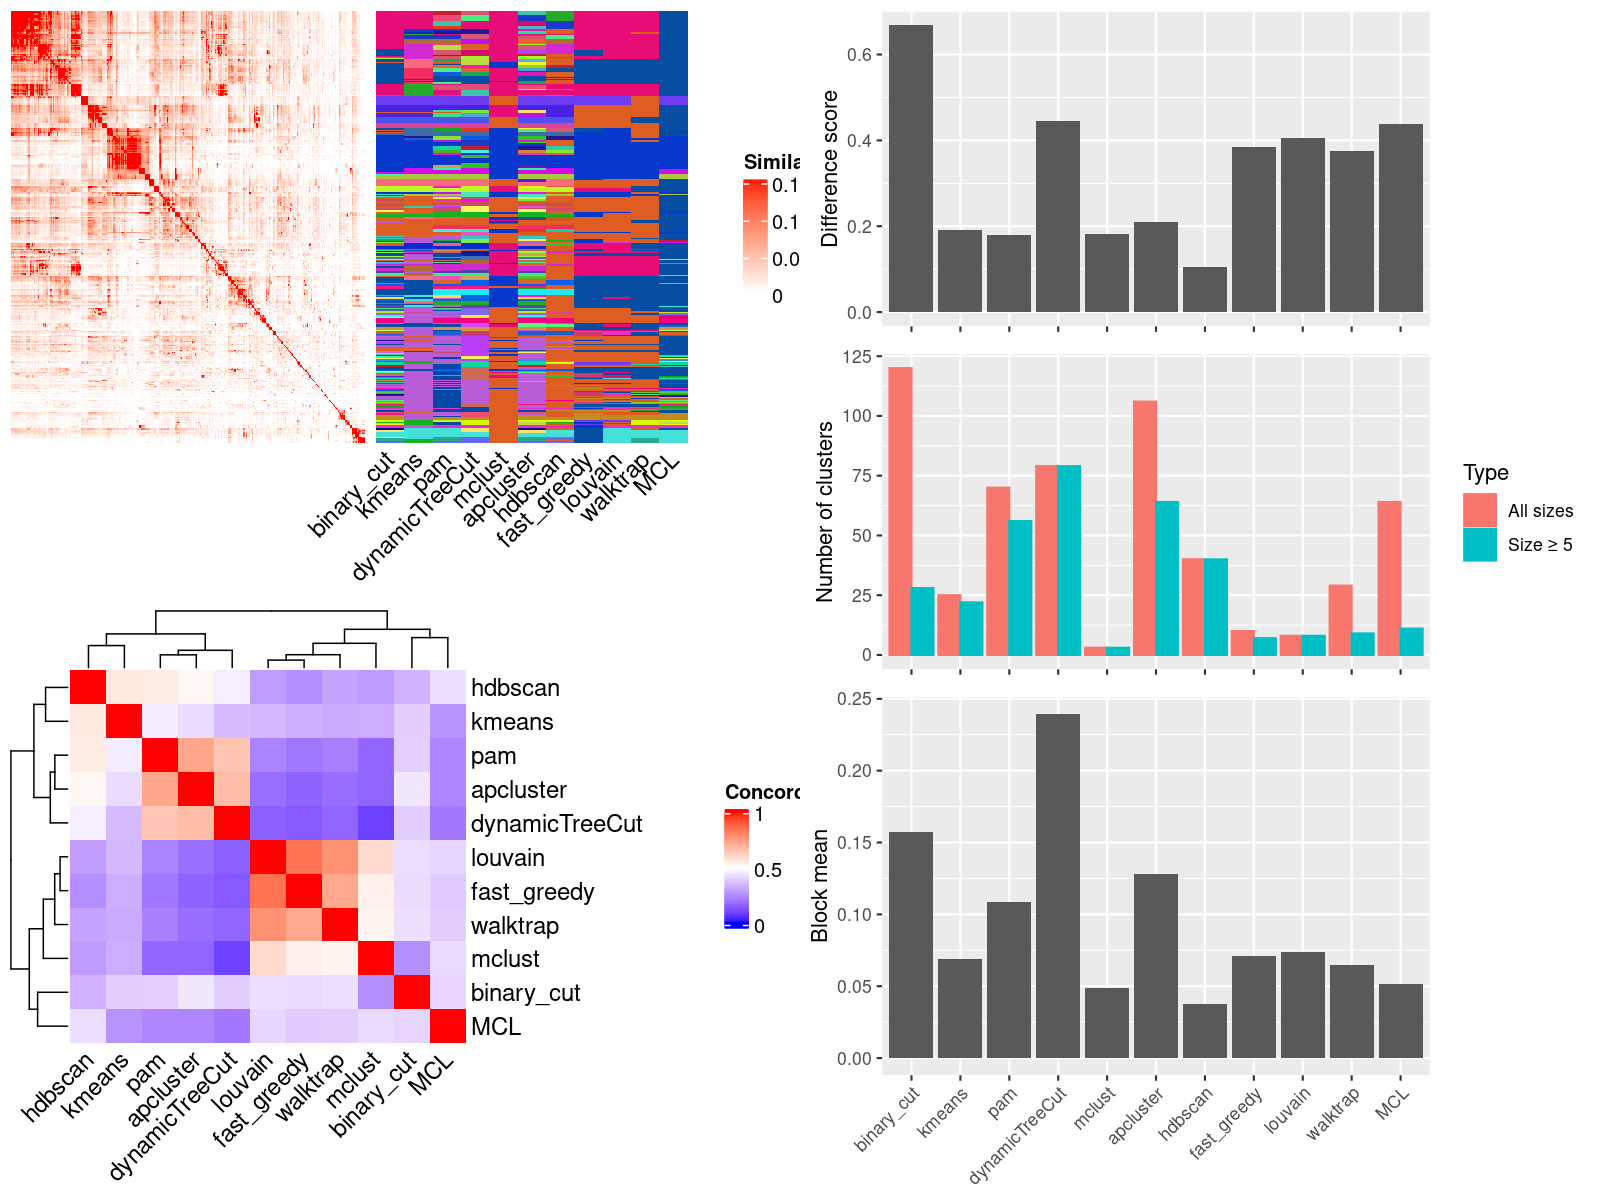 Simila
0.1
0.1
0.0
0
binary_cut
kmeans
pam
dynamicTreeCut
mclust
apcluster
hdbscan
fast_greedy
louvain
walktrap
MCL
hdbscan
kmeans
pam
apcluster
dynamicTreeCut
louvain
fast_greedy
walktrap
mclust
binary_cut
MCL
hdbscan
kmeans
pam
apcluster
dynamicTreeCut
louvain
fast_greedy
walktrap
mclust
binary_cut
MCL
Concord
1
0.5
0
Difference score
0.6
0.4
0.2
0.0
Number of clusters
125
100
75
50
25
0
Type
All sizes
Size ≥ 5
Block mean
0.25
0.20
0.15
0.10
0.05
0.00
binary_cut
kmeans
pam
dynamicTreeCut
mclust
apcluster
hdbscan
fast_greedy
louvain
walktrap
MCL